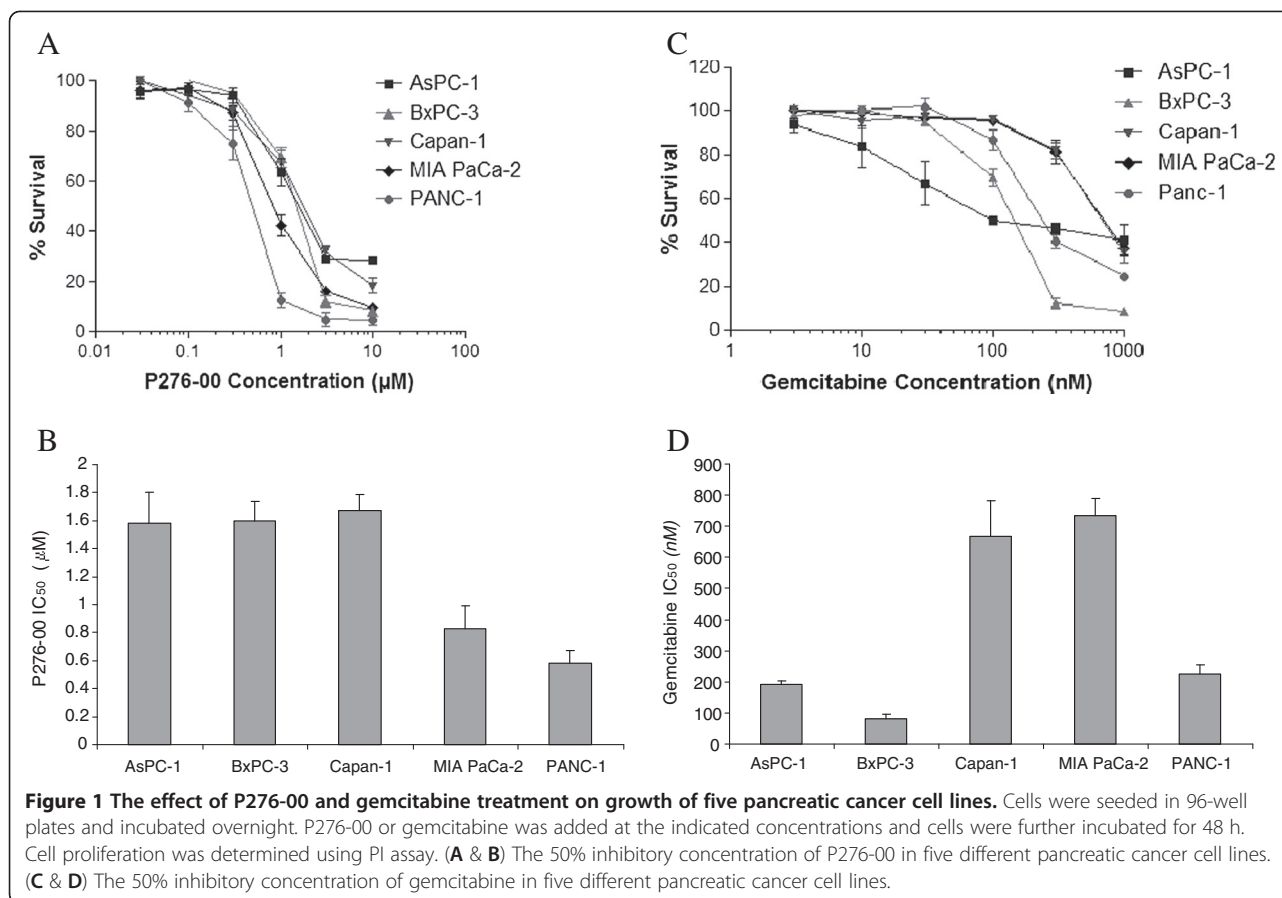 A
100
80
60
40
20
0
% Survival
0.01
0.1
1
10
100
P276-00 Concentration (µM)
AsPC-1
BxPC-3
Capan-1
MIA PaCa-2
PANC-1
C
120
100
80
60
40
20
0
% Survival
1
10
100
1000
Gemcitabine Concentration (nM)
AsPC-1
BxPC-3
Capan-1
MIA PaCa-2
Panc-1
B
2
1.8
1.6
1.4
1.2
1
0.8
0.6
0.4
0.2
0
P276-00 IC50 (µM)
AsPC-1
BxPC-3
Capan-1
MIA PaCa-2
PANC-1
D
900
800
700
600
500
400
300
200
100
0
Gemcitabine IC50 (nM)
AsPC-1
BxPC-3
Capan-1
MIA PaCa-2
PANC-1
Figure 1 The effect of P276-00 and gemcitabine treatment on growth of five pancreatic cancer cell lines. Cells were seeded in 96-well
plates and incubated overnight. P276-00 or gemcitabine was added at the indicated concentrations and cells were further incubated for 48 h.
Cell proliferation was determined using PI assay. (A & B) The 50% inhibitory concentration of P276-00 in five different pancreatic cancer cell lines.
(C & D) The 50% inhibitory concentration of gemcitabine in five different pancreatic cancer cell lines.